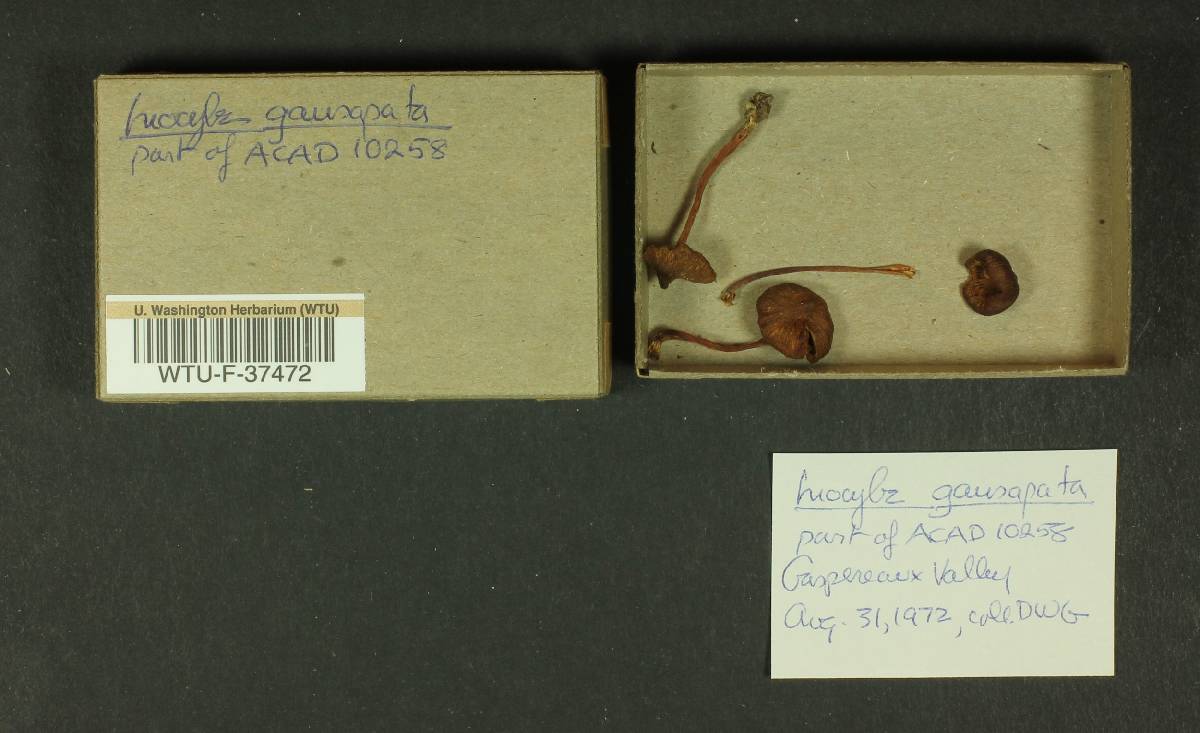 Inocybe gausapata
part of ACAD 10258
U. Washington Herbarium (WTU)
WTU-F-37472
Inocybe gausapata
part of ACAD 10258
Gaspereaux Valley
Aug. 31, 1972, coll. DWG